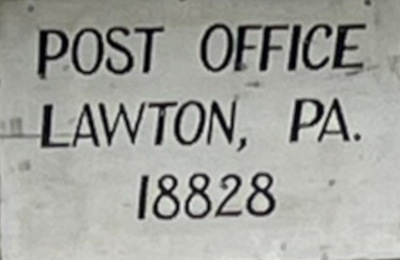 POST OFFICE
LAWTON, PA.
18828